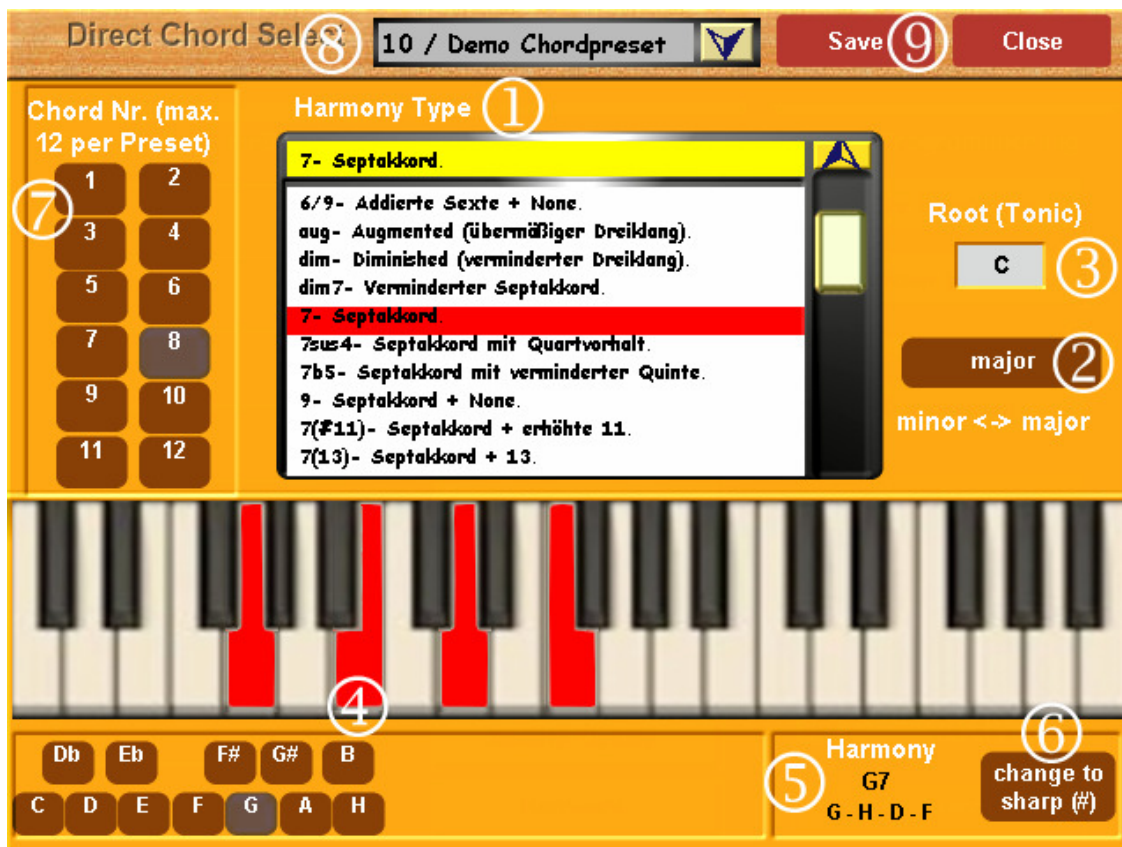 Direct Chord Select
8
10 / Demo Chordpreset
Save
9
Close
Chord Nr. (max.
12 per Preset)
7
1 2
3 4
5 6
7 8
9 10
11 12
Harmony Type
1
7- Septakkord.
6/9- Addierte Sexte + None.
aug- Augmented (übermäßiger Dreiklang).
dim- Diminished (verminderter Dreiklang).
dim7- Verminderter Septakkord.
7- Septakkord.
7sus4- Septakkord mit Quartvorhalt.
7b5- Septakkord mit verminderter Quinte.
9- Septakkord + None.
7(#11)- Septakkord + erhöhte 11.
7(13)- Septakkord + 13.
Root (Tonic)
C
3
major
2
minor <-> major
4
Db Eb F# G# B
C D E F G A H
5
Harmony
G7
G - H - D - F
6
change to
sharp (#)